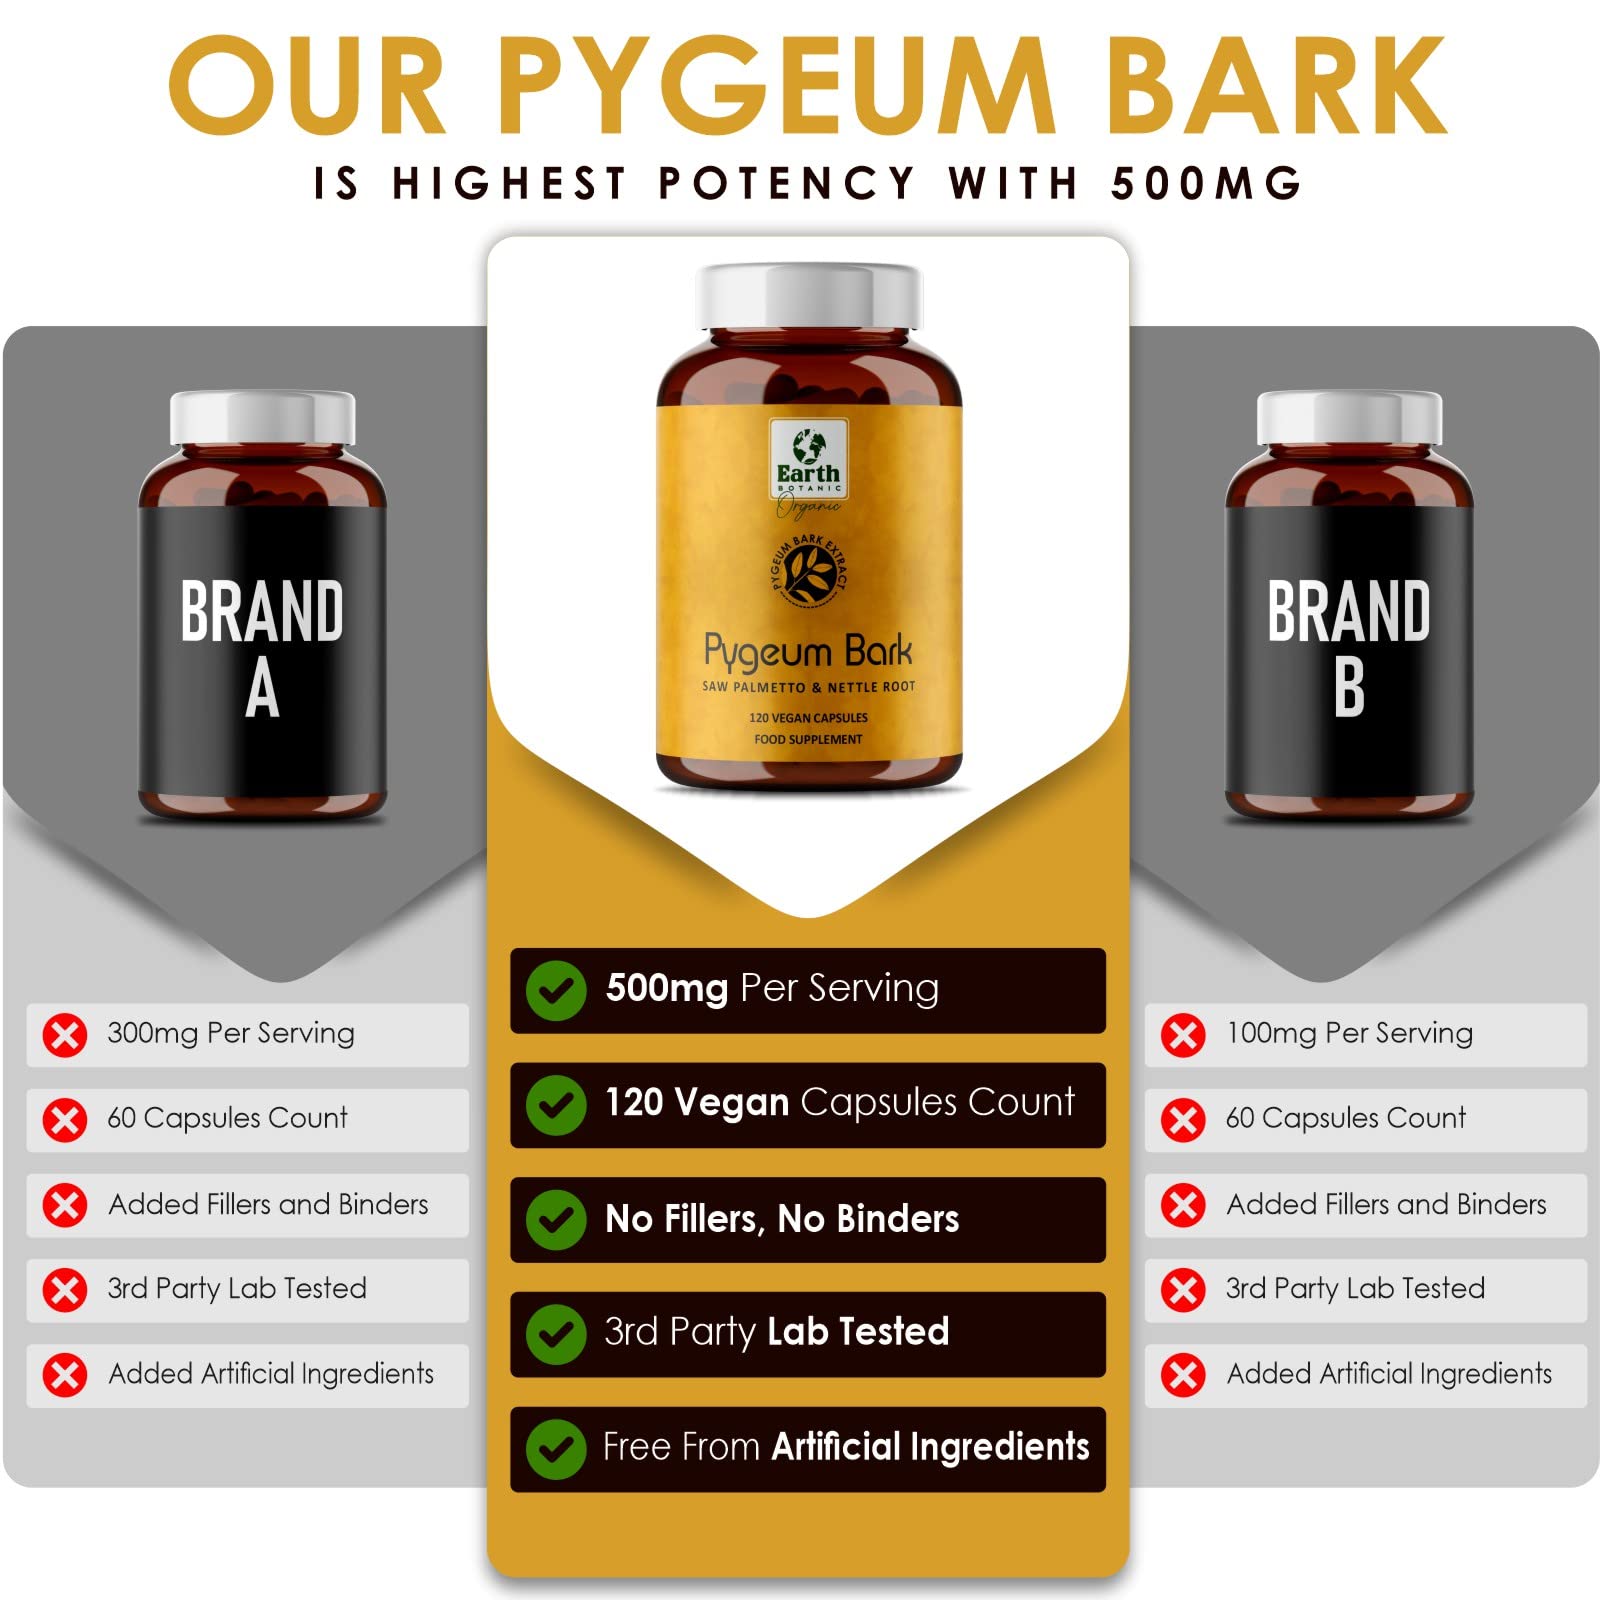 OUR PYGEUM BARK
IS HIGHEST POTENCY WITH 500MG
BRAND
A
300mg Per Serving
60 Capsules Count
Added Fillers and Binders
3rd Party Lab Tested
Added Artificial Ingredients
Earth
BOTANIC
Organic
PYGEUM BARK EXTRACT
Pygeum Bark
SAW PALMETTO & NETTLE ROOT
120 VEGAN CAPSULES
FOOD SUPPLEMENT
500mg Per Serving
120 Vegan Capsules Count
No Fillers, No Binders
3rd Party Lab Tested
Free From Artificial Ingredients
BRAND
B
100mg Per Serving
60 Capsules Count
Added Fillers and Binders
3rd Party Lab Tested
Added Artificial Ingredients